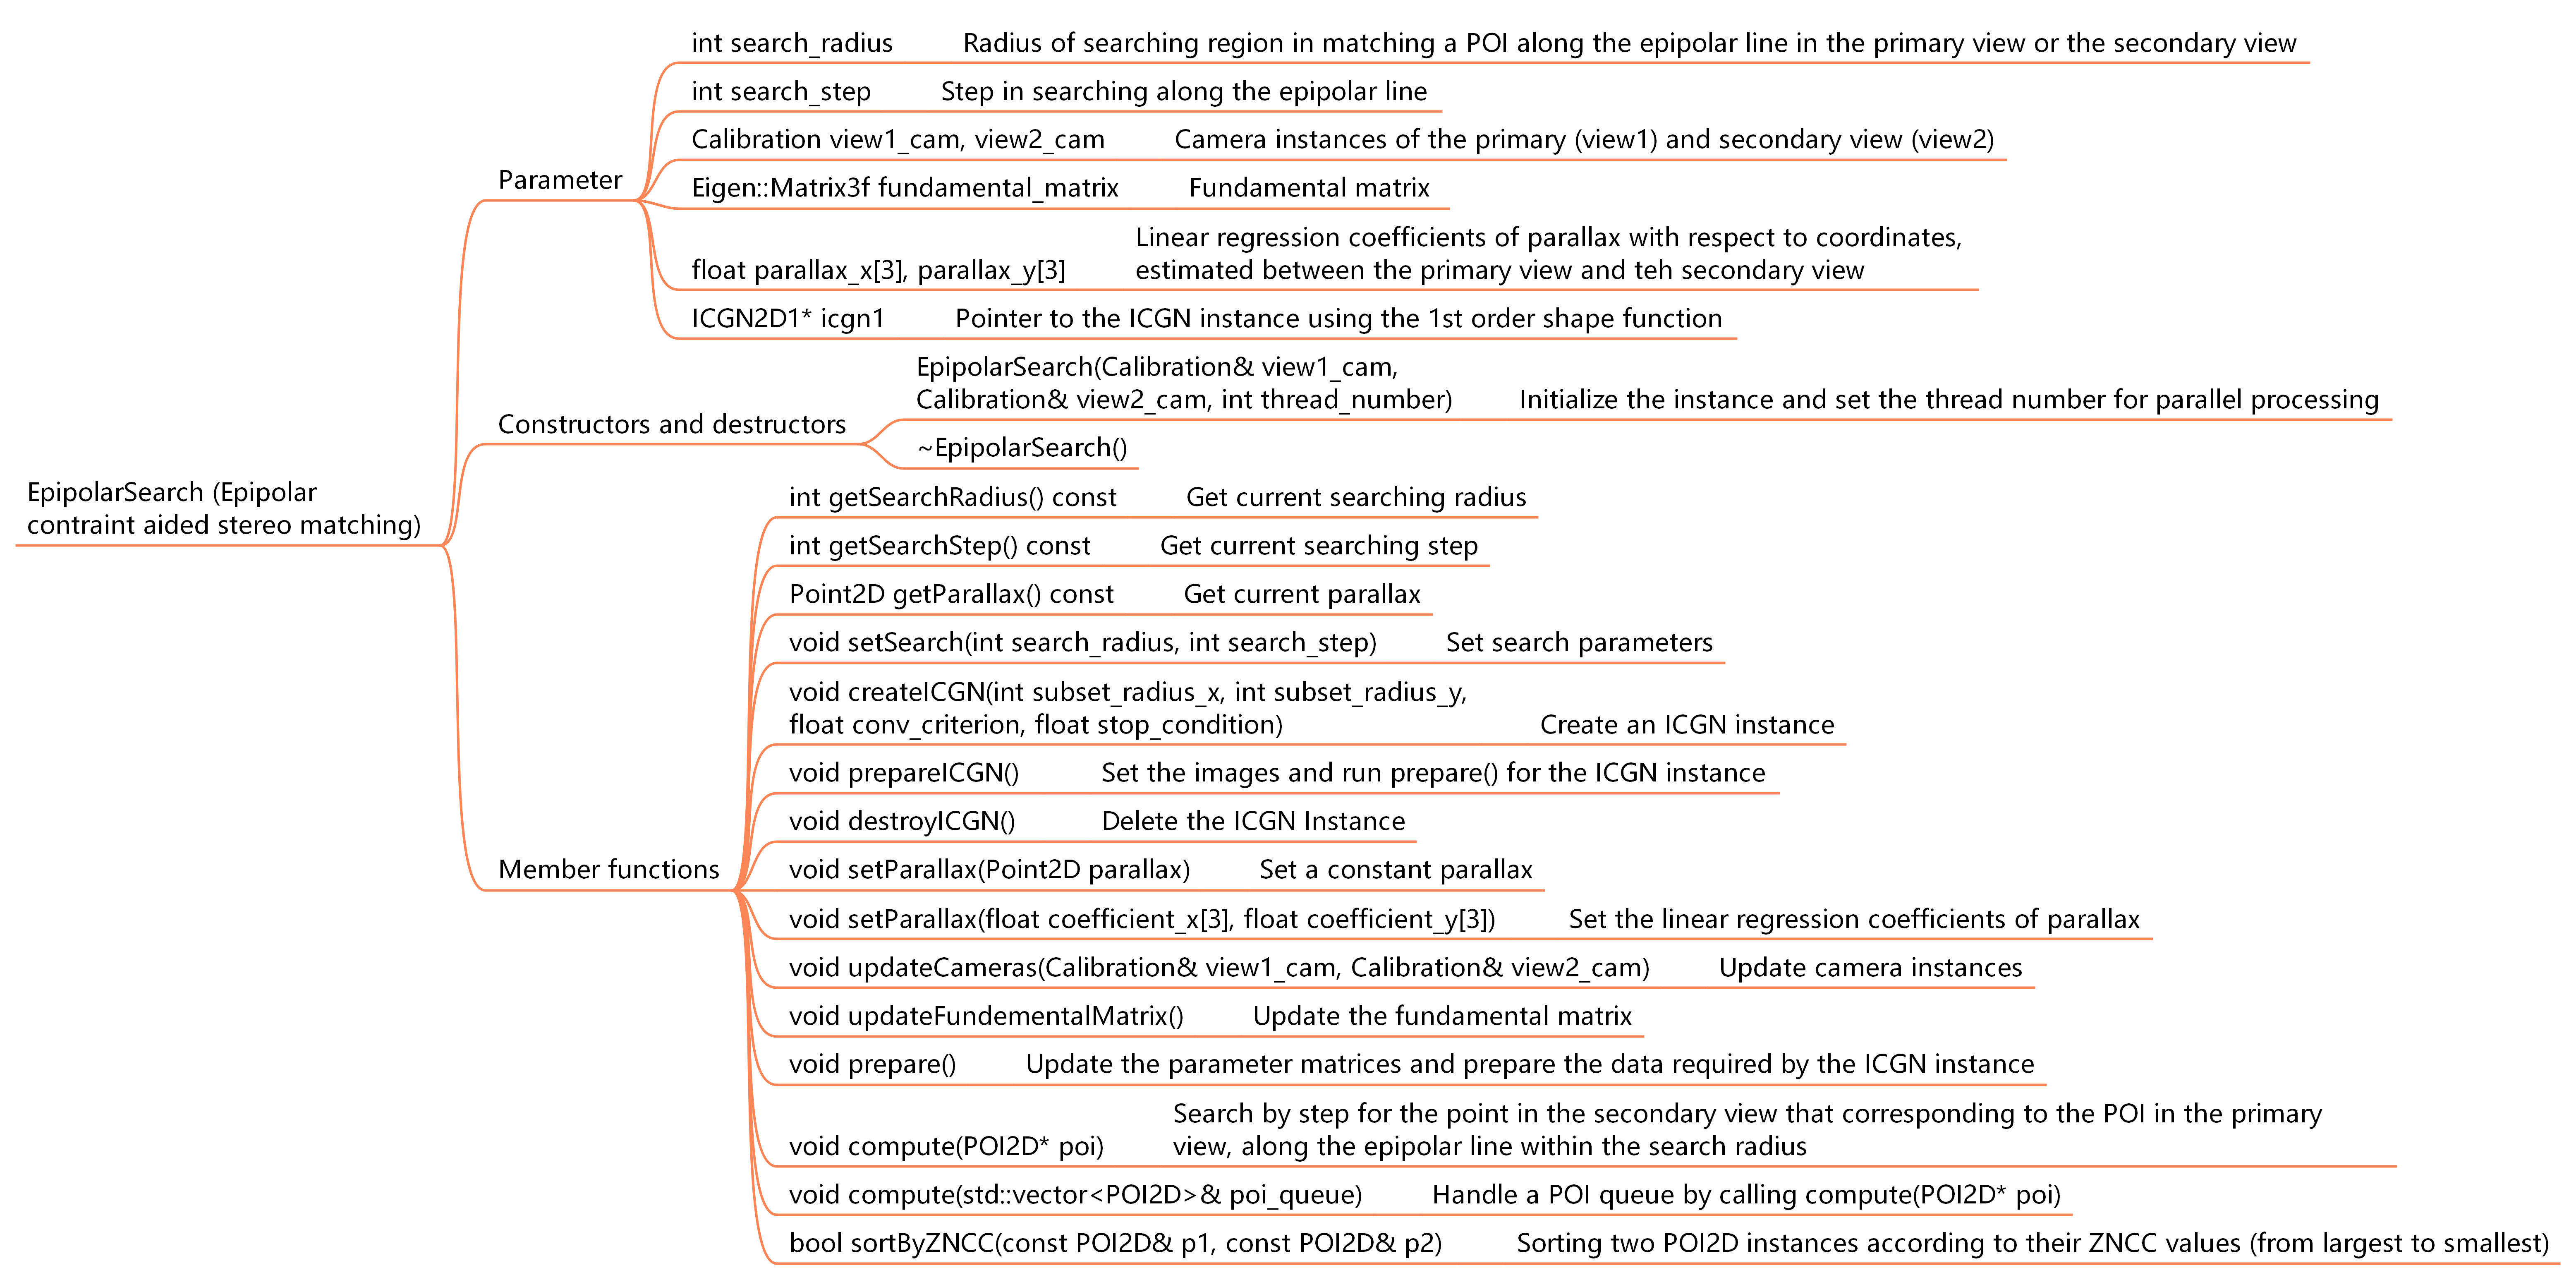 int search_radius Radius of searching region in matching a POI along the epipolar line in the primary view or the secondary view
int search_step Step in searching along the epipolar line
Calibration view1_cam, view2_cam Camera instances of the primary (view1) and secondary view (view2)
Parameter
Eigen::Matrix3f fundamental_matrix Fundamental matrix
Linear regression coefficients of parallax with respect to coordinates,
float parallax_x[3], parallax_y[3] estimated between the primary view and teh secondary view
ICGN2D1* icgn1 Pointer to the ICGN instance using the 1st order shape function
EpipolarSearch(Calibration& view1_cam,
Calibration& view2_cam, int thread_number) Initialize the instance and set the thread number for parallel processing
Constructors and destructors
~EpipolarSearch()
EpipolarSearch (Epipolar
contraint aided stereo matching)
int getSearchRadius() const Get current searching radius
int getSearchStep() const Get current searching step
Point2D getParallax() const Get current parallax
void setSearch(int search_radius, int search_step) Set search parameters
void createICGN(int subset_radius_x, int subset_radius_y,
float conv_criterion, float stop_condition) Create an ICGN instance
void prepareICGN() Set the images and run prepare() for the ICGN instance
void destroyICGN() Delete the ICGN Instance
Member functions
void setParallax(Point2D parallax) Set a constant parallax
void setParallax(float coefficient_x[3], float coefficient_y[3]) Set the linear regression coefficients of parallax
void updateCameras(Calibration& view1_cam, Calibration& view2_cam) Update camera instances
void updateFundementalMatrix() Update the fundamental matrix
void prepare() Update the parameter matrices and prepare the data required by the ICGN instance
Search by step for the point in the secondary view that corresponding to the POI in the primary
void compute(POI2D* poi) view, along the epipolar line within the search radius
void compute(std::vector<POI2D>& poi_queue) Handle a POI queue by calling compute(POI2D* poi)
bool sortByZNCC(const POI2D& p1, const POI2D& p2) Sorting two POI2D instances according to their ZNCC values (from largest to smallest)